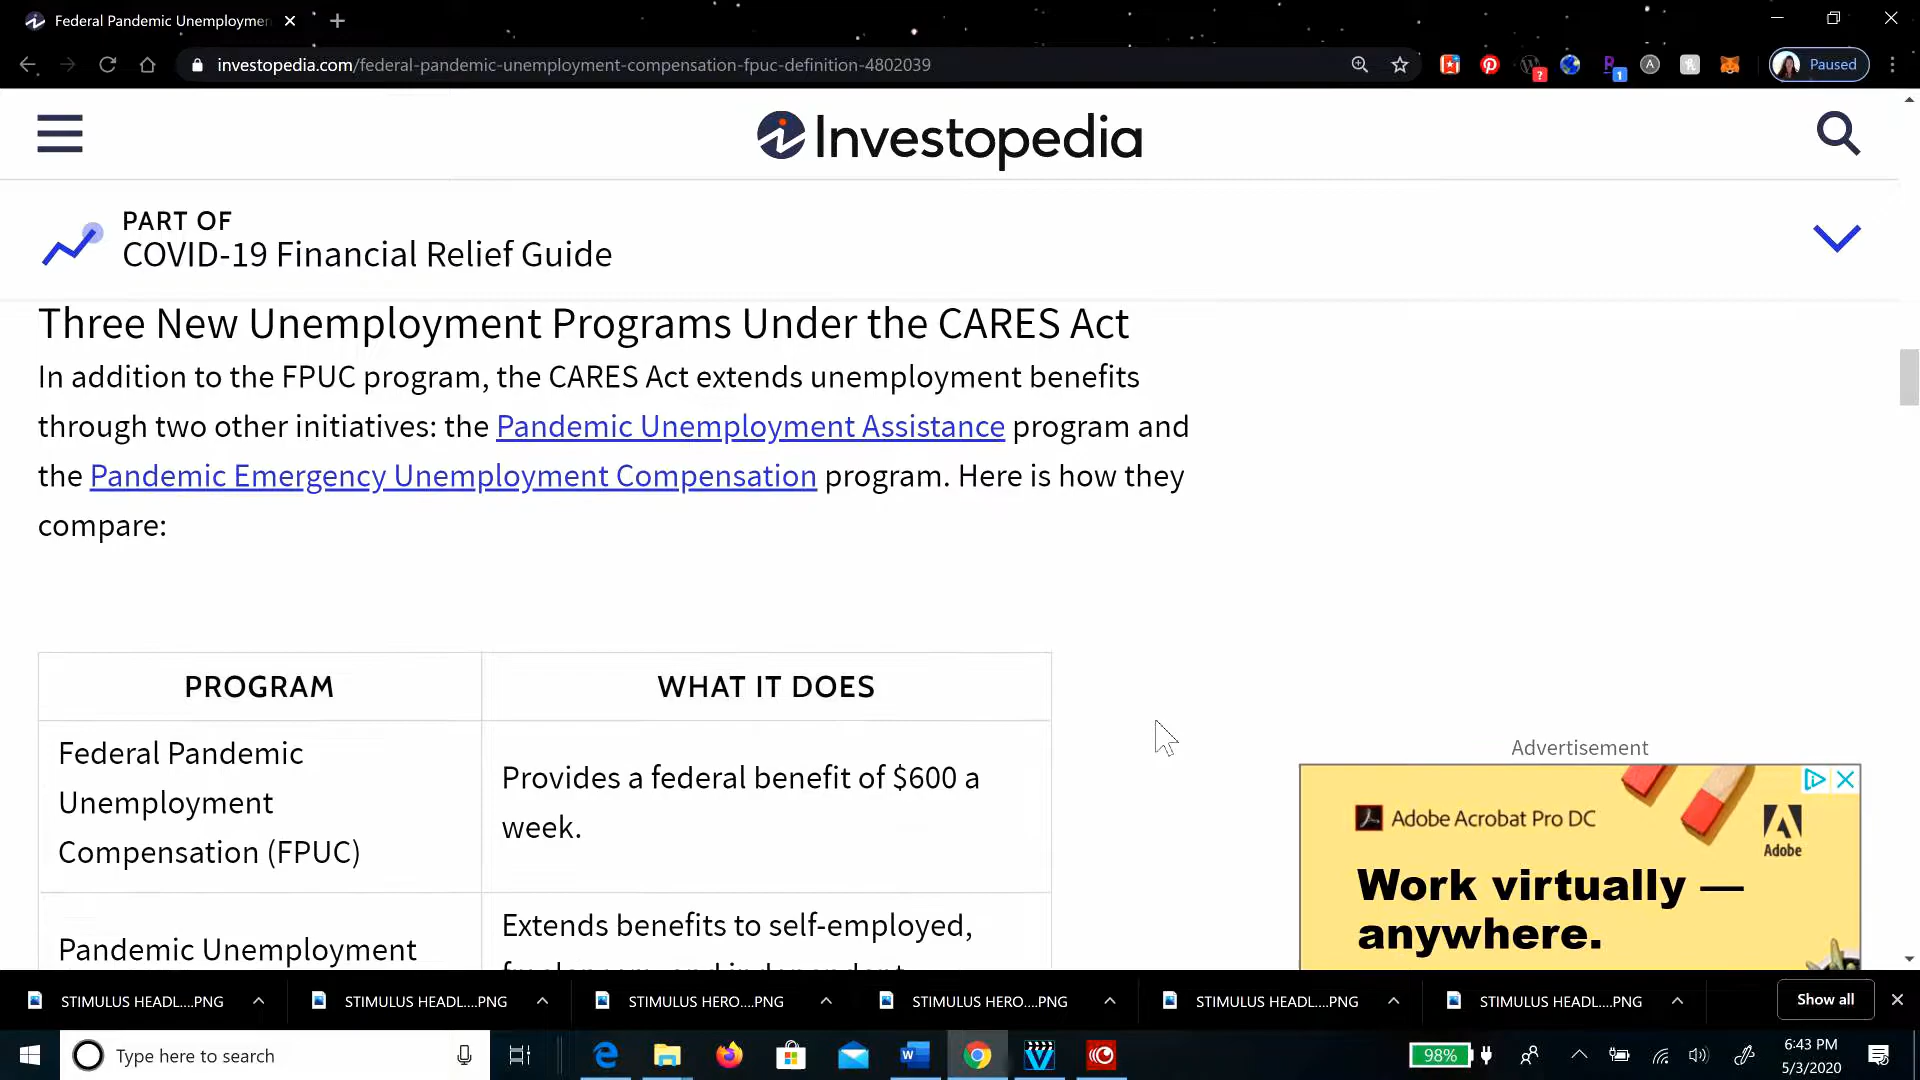 Federal Pandemic Unemploymen
investopedia.com/federal-pandemic-unemployment-compensation-fpuc-definition-4802039
Paused
Investopedia
PART OF
COVID-19 Financial Relief Guide
Three New Unemployment Programs Under the CARES Act
In addition to the FPUC program, the CARES Act extends unemployment benefits
through two other initiatives: the Pandemic Unemployment Assistance program and
the Pandemic Emergency Unemployment Compensation program. Here is how they
compare:
PROGRAM
WHAT IT DOES
Federal Pandemic
Unemployment
Compensation (FPUC)
Provides a federal benefit of $600 a
week.
Pandemic Unemployment
Extends benefits to self-employed,
Advertisement
Adobe Acrobat Pro DC
Adobe
Work virtually —
anywhere.
STIMULUS HEADL....PNG
STIMULUS HEADL....PNG
STIMULUS HERO....PNG
STIMULUS HERO....PNG
STIMULUS HEADL....PNG
STIMULUS HEADL....PNG
Show all
Type here to search
98%
6:43 PM
5/3/2020